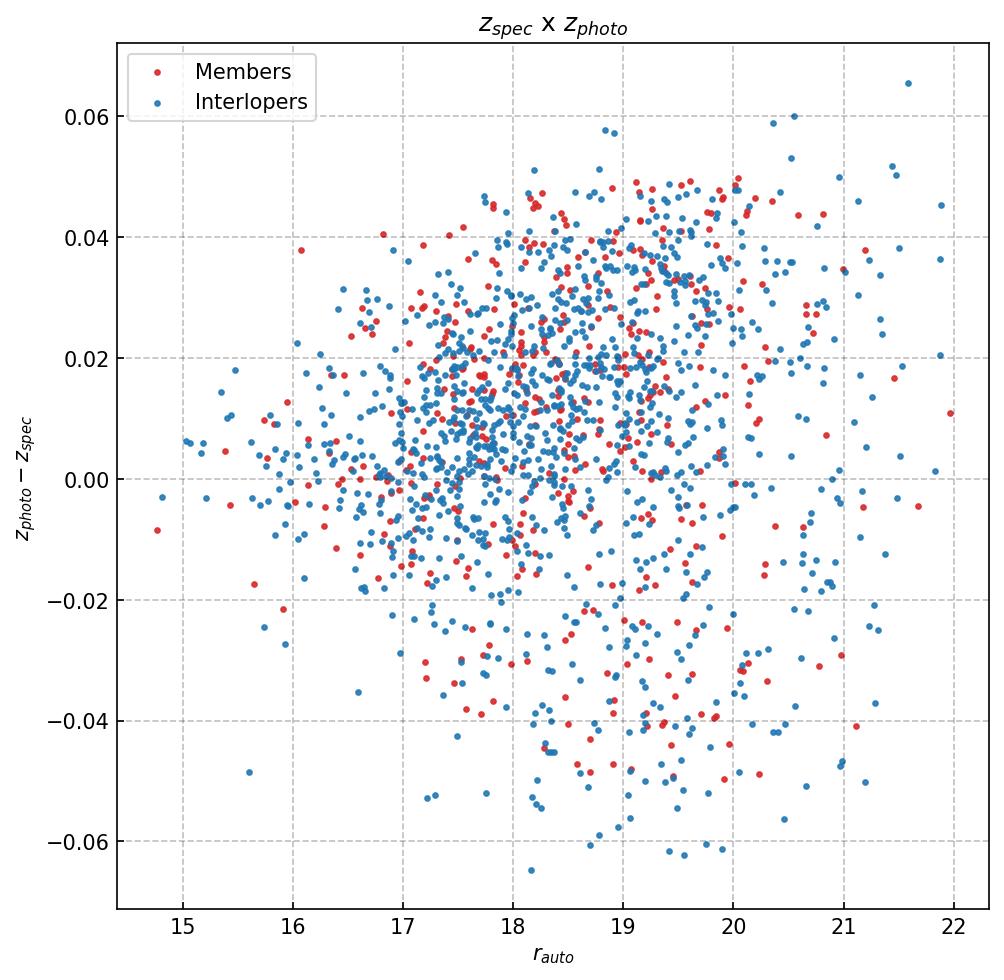 z_spec x z_photo
Members
Interlopers
0.06
0.04
0.02
0.00
−0.02
−0.04
−0.06
z_photo − z_spec
15 16 17 18 19 20 21 22
r_auto